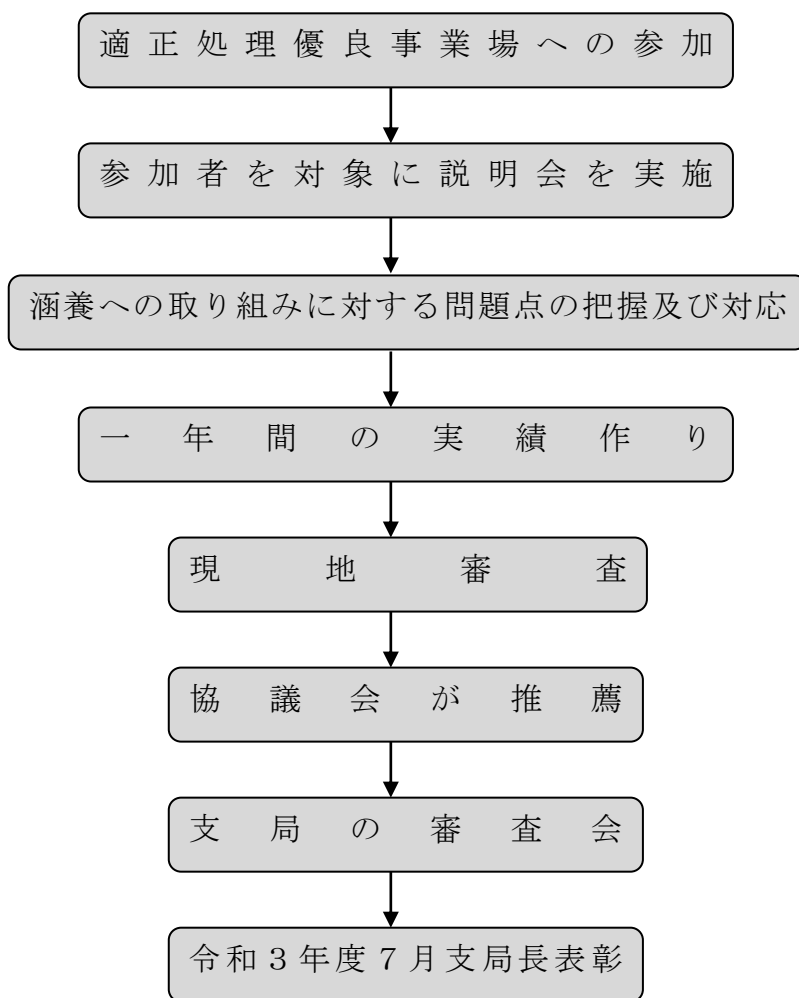 適正処理優良事業場への参加
参加者を対象に説明会を実施
涵養への取り組みに対する問題点の把握及び対応
一年間の実績作り
現地審査
協議会が推薦
支局の審査会
令和３年度７月支局長表彰